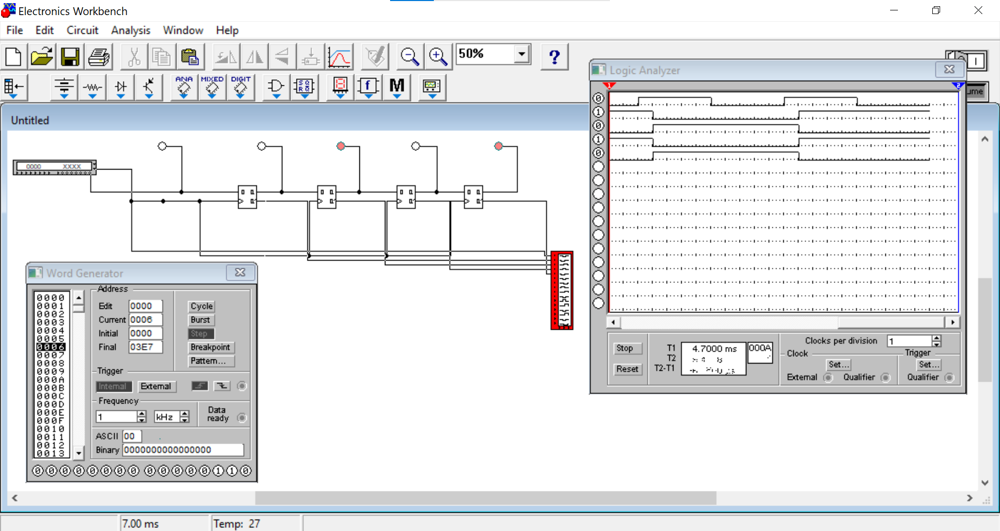 Electronics Workbench
File Edit Circuit Analysis Window Help
50%
?
ANA MIXED DIGIT
f M
Untitled
0000 XXXX
Logic Analyzer
1 2
0
1
0
1
0
Stop
Reset
T1 4.7000 ms 000A
T2
T2-T1
Clocks per division 1
Clock
Set...
External Qualifier
Trigger
Set...
Qualifier
Word Generator
0000
0001
0002
0003
0004
0005
0006
0007
0008
0009
000A
000B
000C
000D
000E
000F
0010
0011
0012
0013
Address
Edit 0000
Current 0006
Initial 0000
Final 03E7
Cycle
Burst
Step
Breakpoint
Pattern...
Trigger
Internal External
Frequency
1 kHz
Data
ready
ASCII 00
Binary 0000000000000000
0 0 0 0 0 0 0 0 0 0 0 0 0 1 1 0
7.00 ms Temp: 27